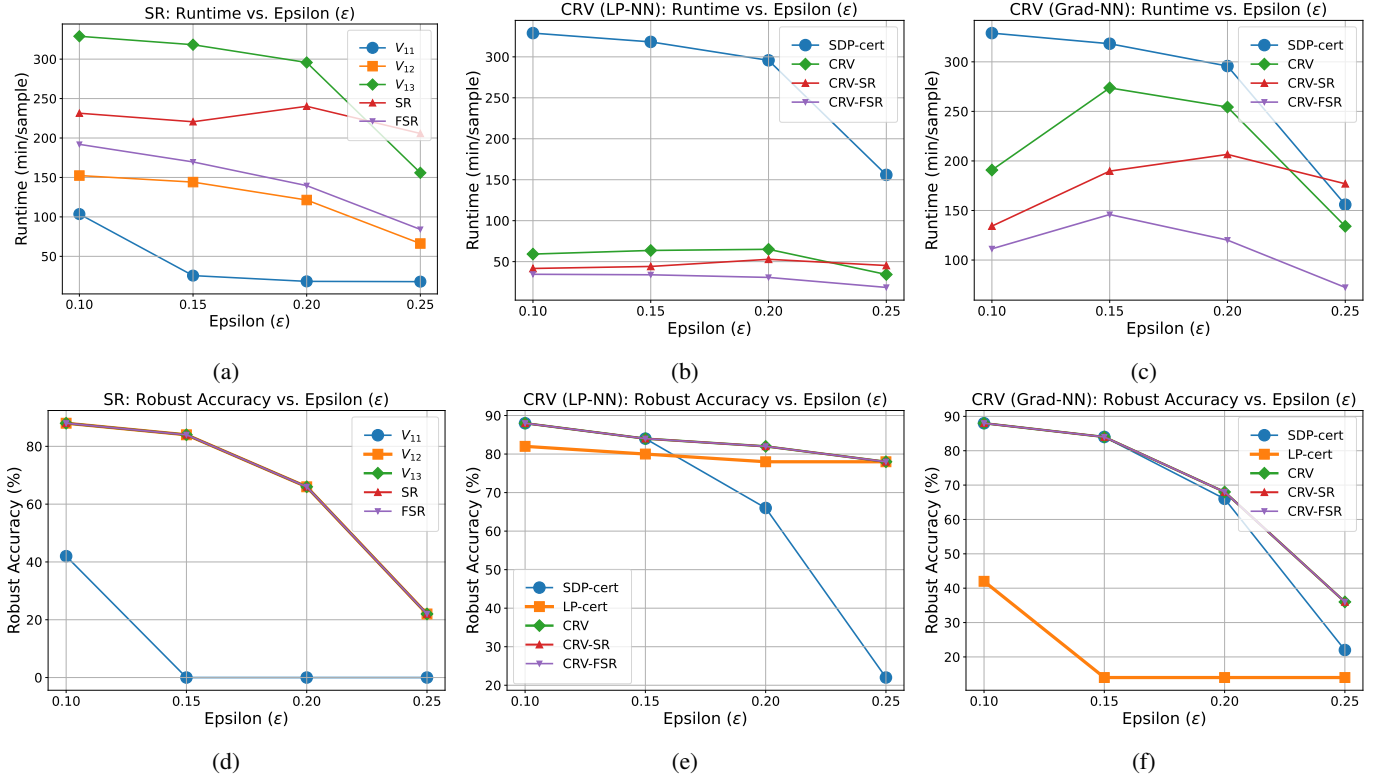 SR: Runtime vs. Epsilon (ε)
Runtime (min/sample)
300
250
200
150
100
50
0.10 0.15 0.20 0.25
Epsilon (ε)
V₁₁
V₁₂
V₁₃
SR
FSR
(a)
CRV (LP-NN): Runtime vs. Epsilon (ε)
Runtime (min/sample)
300
250
200
150
100
50
0.10 0.15 0.20 0.25
Epsilon (ε)
SDP-cert
CRV
CRV-SR
CRV-FSR
(b)
CRV (Grad-NN): Runtime vs. Epsilon (ε)
Runtime (min/sample)
300
250
200
150
100
0.10 0.15 0.20 0.25
Epsilon (ε)
SDP-cert
CRV
CRV-SR
CRV-FSR
(c)
SR: Robust Accuracy vs. Epsilon (ε)
Robust Accuracy (%)
80
60
40
20
0
0.10 0.15 0.20 0.25
Epsilon (ε)
V₁₁
V₁₂
V₁₃
SR
FSR
(d)
CRV (LP-NN): Robust Accuracy vs. Epsilon (ε)
Robust Accuracy (%)
90
80
70
60
50
40
30
20
0.10 0.15 0.20 0.25
Epsilon (ε)
SDP-cert
LP-cert
CRV
CRV-SR
CRV-FSR
(e)
CRV (Grad-NN): Robust Accuracy vs. Epsilon (ε)
Robust Accuracy (%)
90
80
70
60
50
40
30
20
0.10 0.15 0.20 0.25
Epsilon (ε)
SDP-cert
LP-cert
CRV
CRV-SR
CRV-FSR
(f)